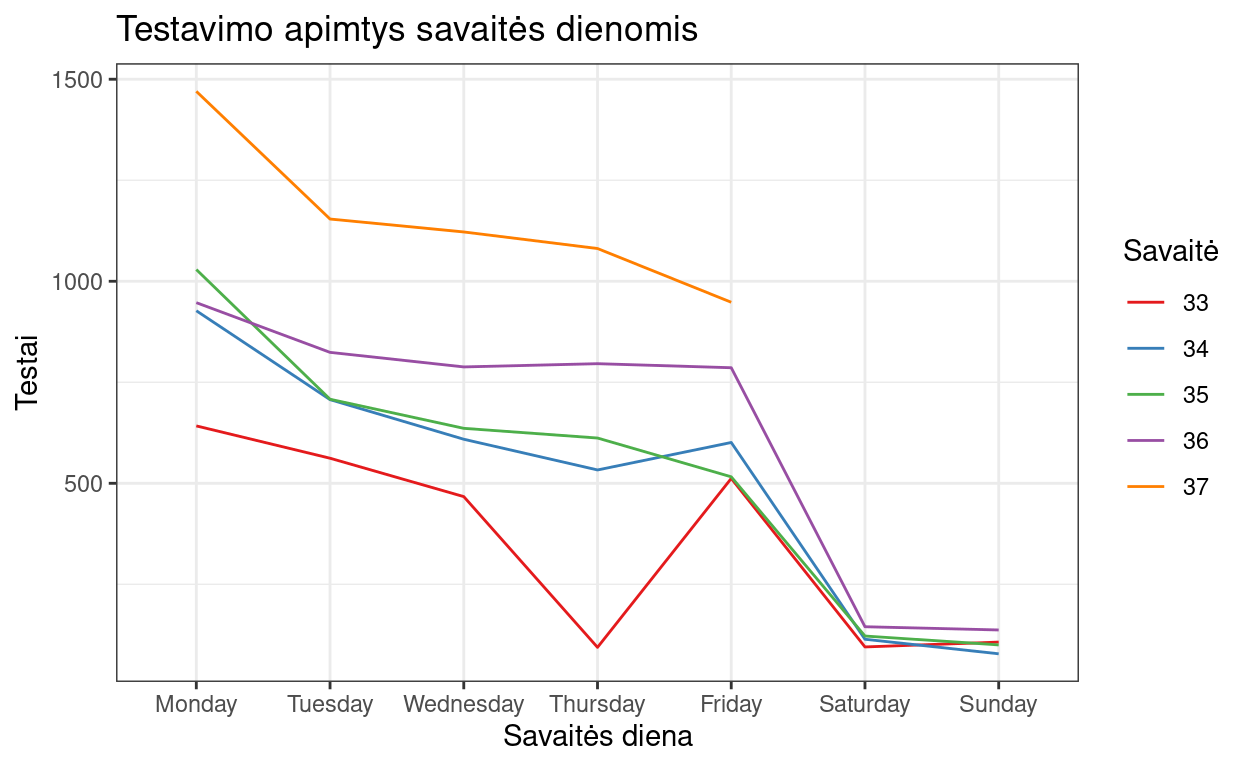 Testavimo apimtys savaitės dienomis
1500
1000
500
Testai
Monday Tuesday Wednesday Thursday Friday Saturday Sunday
Savaitės diena
Savaitė
33
34
35
36
37